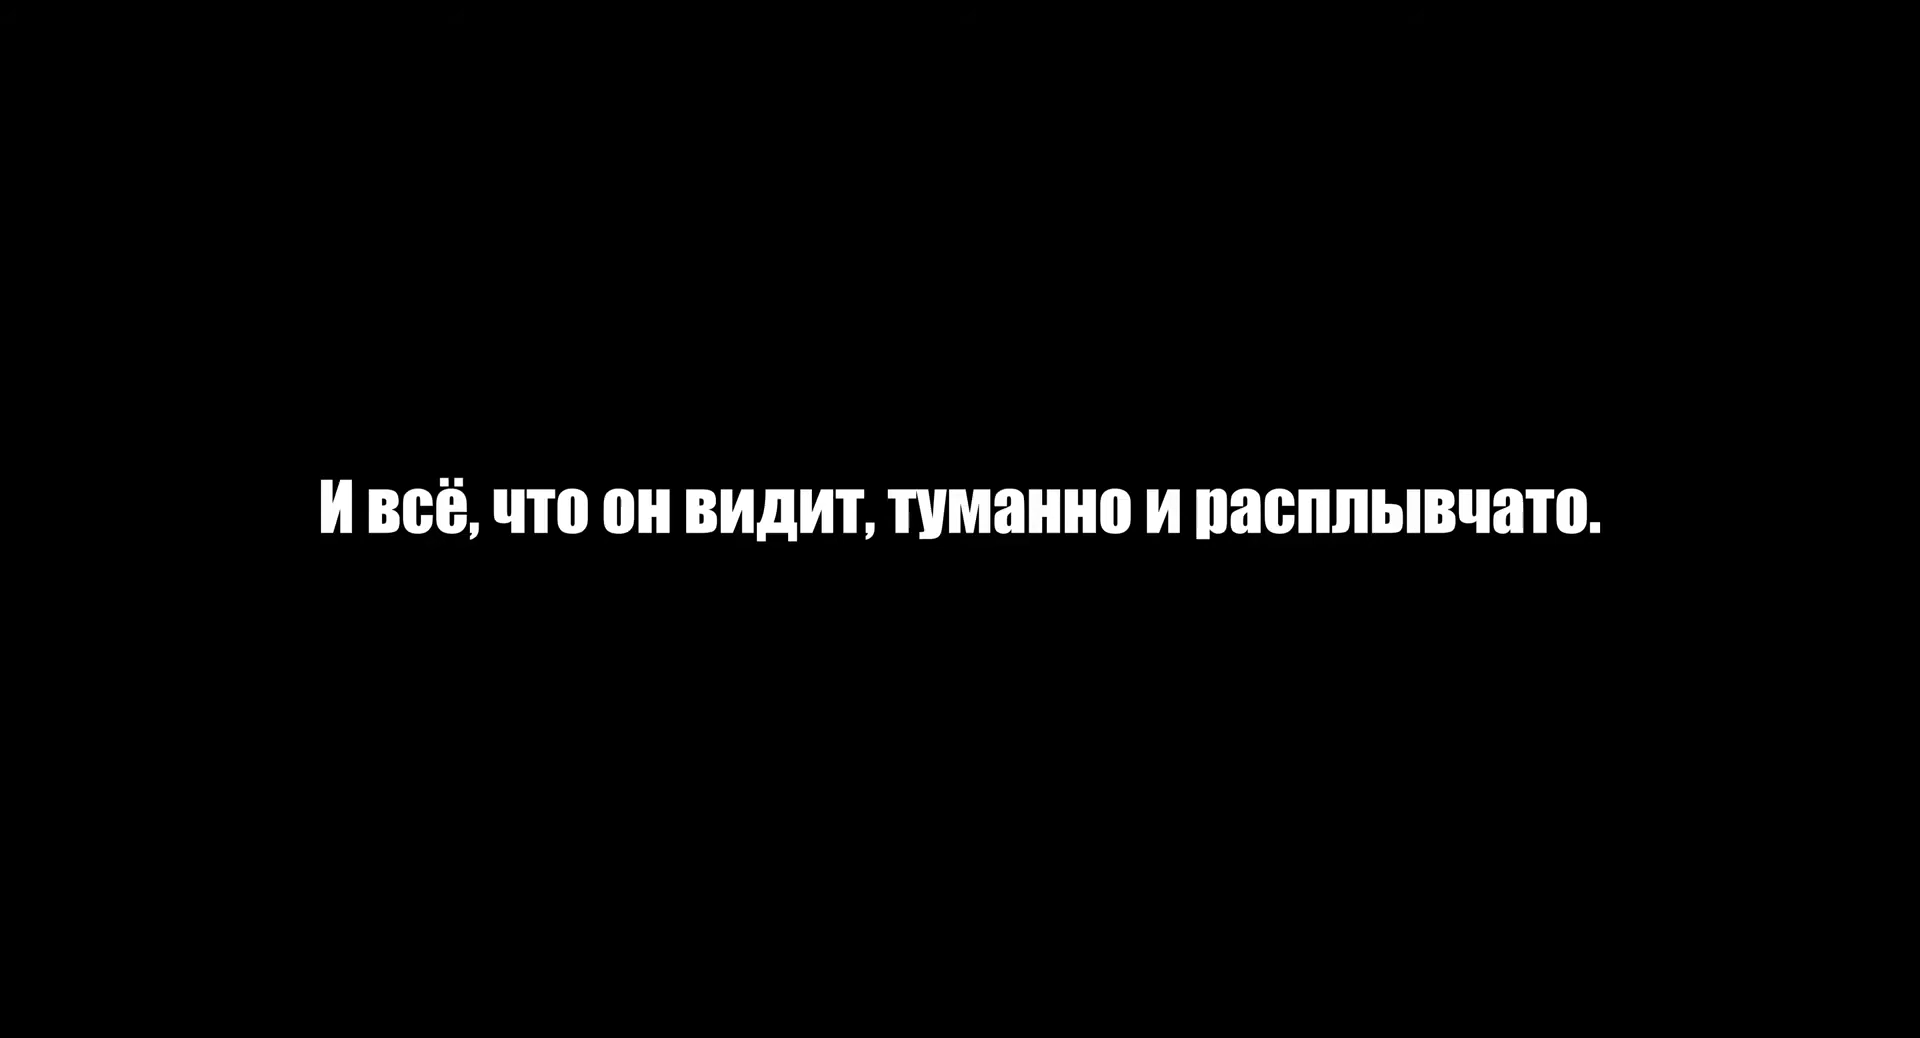 И всё, что он видит, туманно и расплывчато.